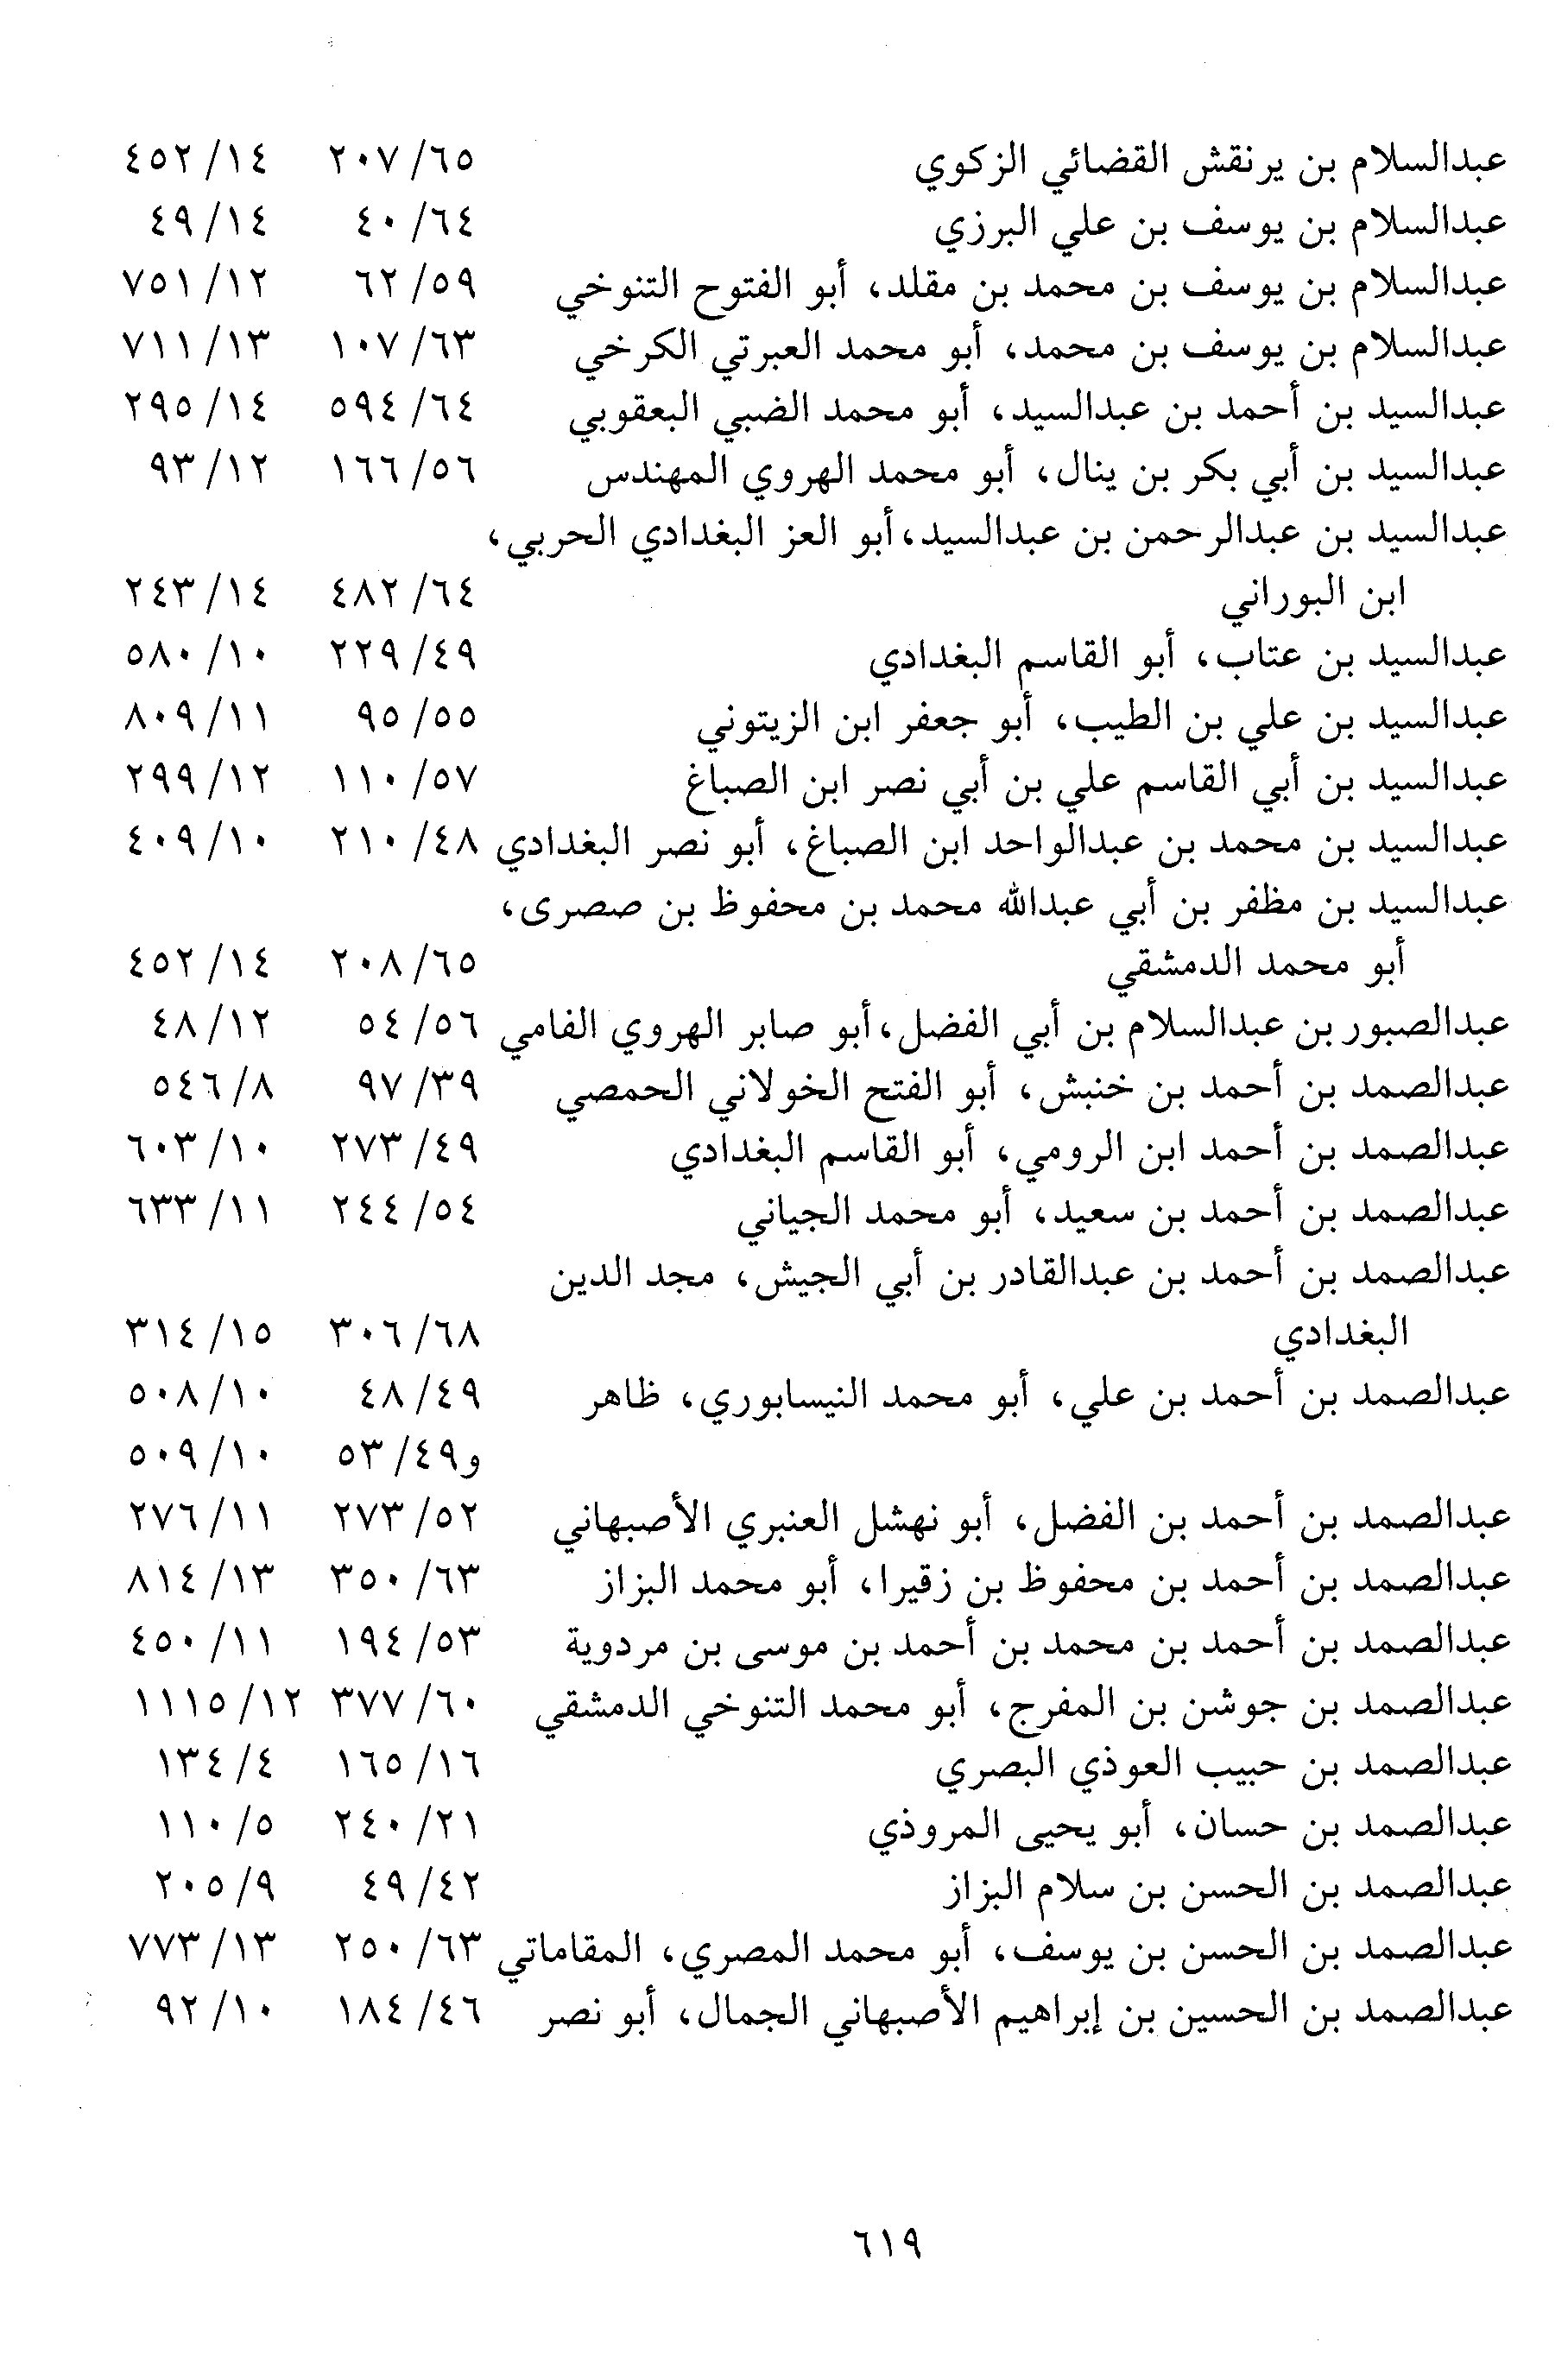 عبدالسلام بن يرنقش القضائي الزكوي ٦٥/ ٢٠٧ ١٤/ ٤٥٢
عبدالسلام بن يوسف بن علي البرزي ٦٤/ ٤٠ ١٤/ ٤٩
عبدالسلام بن يوسف بن محمد بن مقلد، أبو الفتوح التنوخي ٥٩/ ٦٢ ١٢/ ٧٥١
عبدالسلام بن يوسف بن محمد، أبو محمد العبرتي الكرخي ٦٣/ ١٠٧ ١٣/ ٧١١
عبدالسيد بن أحمد بن عبدالسيد، أبو محمد الضبي البعقوبي ٦٤/ ٥٩٤ ١٤/ ٢٩٥
عبدالسيد بن أبي بكر بن ينال، أبو محمد الهروي المهندس ٥٦/ ١٦٦ ١٢/ ٩٣
عبدالسيد بن عبدالرحمن بن عبدالسيد، أبو العز البغدادي الحربي،
ابن البوراني ٦٤/ ٤٨٢ ١٤/ ٢٤٣
عبدالسيد بن عتاب، أبو القاسم البغدادي ٤٩/ ٢٢٩ ١٠/ ٥٨٠
عبدالسيد بن علي بن الطيب، أبو جعفر ابن الزيتوني ٥٥/ ٩٥ ١١/ ٨٠٩
عبدالسيد بن أبي القاسم علي بن أبي نصر ابن الصباغ ٥٧/ ١١٠ ١٢/ ٢٩٩
عبدالسيد بن محمد بن عبدالواحد ابن الصباغ، أبو نصر البغدادي ٤٨/ ٢١٠ ١٠/ ٤٠٩
عبدالسيد بن مظفر بن أبي عبدالله محمد بن محفوظ بن صصرى،
أبو محمد الدمشقي ٦٥/ ٢٠٨ ١٤/ ٤٥٢
عبدالصبور بن عبدالسلام بن أبي الفضل، أبو صابر الهروي الفامي ٥٦/ ٥٤ ١٢/ ٤٨
عبدالصمد بن أحمد بن خنبش، أبو الفتح الخولاني الحمصي ٣٩/ ٩٧ ٨/ ٥٤٦
عبدالصمد بن أحمد ابن الرومي، أبو القاسم البغدادي ٤٩/ ٢٧٣ ١٠/ ٦٠٣
عبدالصمد بن أحمد بن سعيد، أبو محمد الجياني ٥٤/ ٢٤٤ ١١/ ٦٣٣
عبدالصمد بن أحمد بن عبدالقادر بن أبي الجيش، مجد الدين
البغدادي ٦٨/ ٣٠٦ ١٥/ ٣١٤
عبدالصمد بن أحمد بن علي، أبو محمد النيسابوري، ظاهر ٤٩/ ٤٨ ١٠/ ٥٠٨
و٤٩/ ٥٣ ١٠/ ٥٠٩
عبدالصمد بن أحمد بن الفضل، أبو نهشل العنبري الأصبهاني ٥٢/ ٢٧٣ ١١/ ٢٧٦
عبدالصمد بن أحمد بن محفوظ بن زقيرا، أبو محمد البزاز ٦٣/ ٣٥٠ ١٣/ ٨١٤
عبدالصمد بن أحمد بن محمد بن أحمد بن موسى بن مردوية ٥٣/ ١٩٤ ١١/ ٤٥٠
عبدالصمد بن جوشن بن المفرج، أبو محمد التنوخي الدمشقي ٦٠/ ٣٧٧ ١٢/ ١١١٥
عبدالصمد بن حبيب العوذي البصري ١٦/ ١٦٥ ٤/ ١٣٤
عبدالصمد بن حسان، أبو يحيى المروذي ٢١/ ٢٤٠ ٥/ ١١٠
عبدالصمد بن الحسن بن سلام البزاز ٤٢/ ٤٩ ٩/ ٢٠٥
عبدالصمد بن الحسن بن يوسف، أبو محمد المصري، المقاماتي ٦٣/ ٢٥٠ ١٣/ ٧٧٣
عبدالصمد بن الحسين بن إبراهيم الأصبهاني الجمال، أبو نصر ٤٦/ ١٨٤ ١٠/ ٩٢
٦١٩